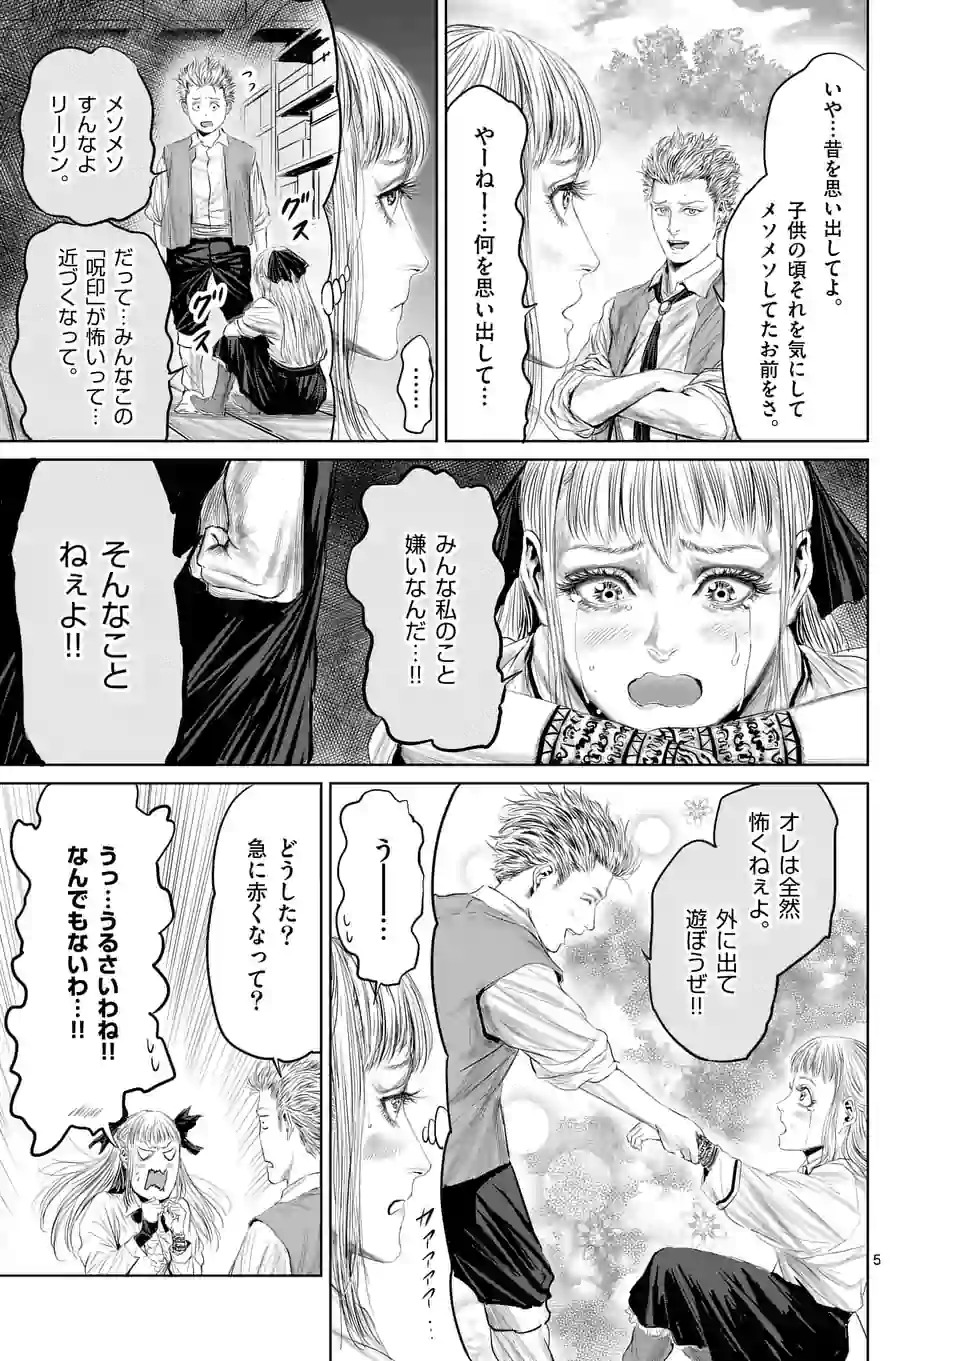 いや…昔を思い出してよ。
子供の頃それを気にして
メソメソしてたお前をさ。
やーねー…何を思い出して…
………
メソメソ
すんなよ
リーリン。
っっ
グス
グスッ
だって…みんなこの
「呪印」が怖いって…
近づくなって。
みんな私のこと
嫌いなんだ…!!
そんなこと
ねぇよ!!
オレは全然
怖くねぇよ。
外に出て
遊ぼうぜ!!
うーー…
カァァァァ…
どうした?
急に赤くなって?
うっ…うるさいわね!!
なんでもないわ…!!
5